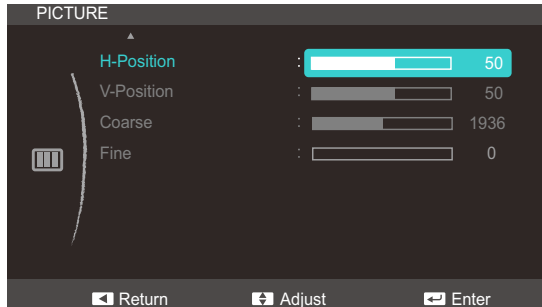 PICTURE
H-Position : 50
V-Position : 50
Coarse : 1936
Fine : 0
Return Adjust Enter